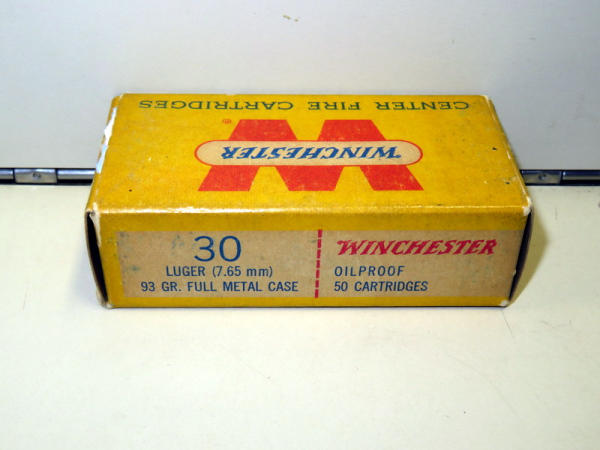 CENTER FIRE CARTRIDGES
WINCHESTER
®
30
LUGER (7.65 mm)
93 GR. FULL METAL CASE
WINCHESTER
OILPROOF
50 CARTRIDGES